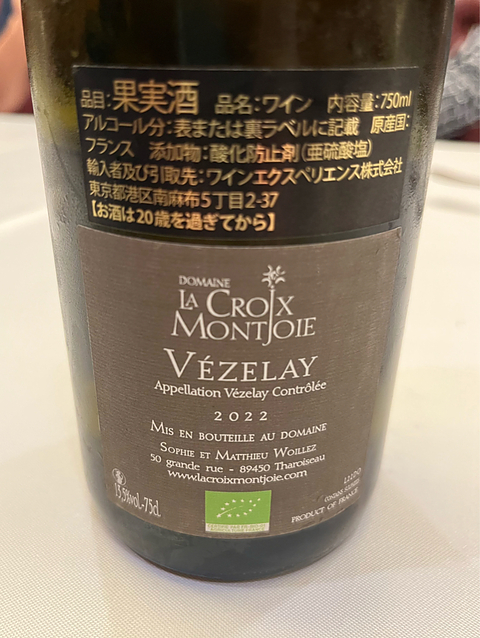 品目：果実酒　品名：ワイン　内容量：750ml
アルコール分：表または裏ラベルに記載　原産国：
フランス　添加物：酸化防止剤（亜硫酸塩）
輸入者及び引取先：ワインエクスペリエンス株式会社
東京都港区南麻布5丁目2-37
【お酒は20歳を過ぎてから】
DOMAINE
LA CROIX
MONTJOIE
VÉZELAY
Appellation Vézelay Contrôlée
2022
MIS EN BOUTEILLE AU DOMAINE
SOPHIE ET MATTHIEU WOILLEZ
50 grande rue - 89450 THAROISEAU
www.lacroixmontjoie.com
13,5%vol.-75cl.
PRODUCT OF FRANCE